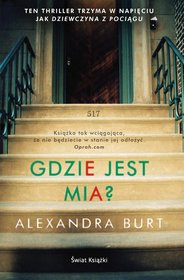 TEN THRILLER TRZYMA W NAPIĘCIU
JAK DZIEWCZYNA Z POCIĄGU
517
Książka tak wciągająca,
że nie będziecie w stanie jej odłożyć.
Oprah.com
GDZIE JEST
MIA?
ALEXANDRA BURT
Świat Książki